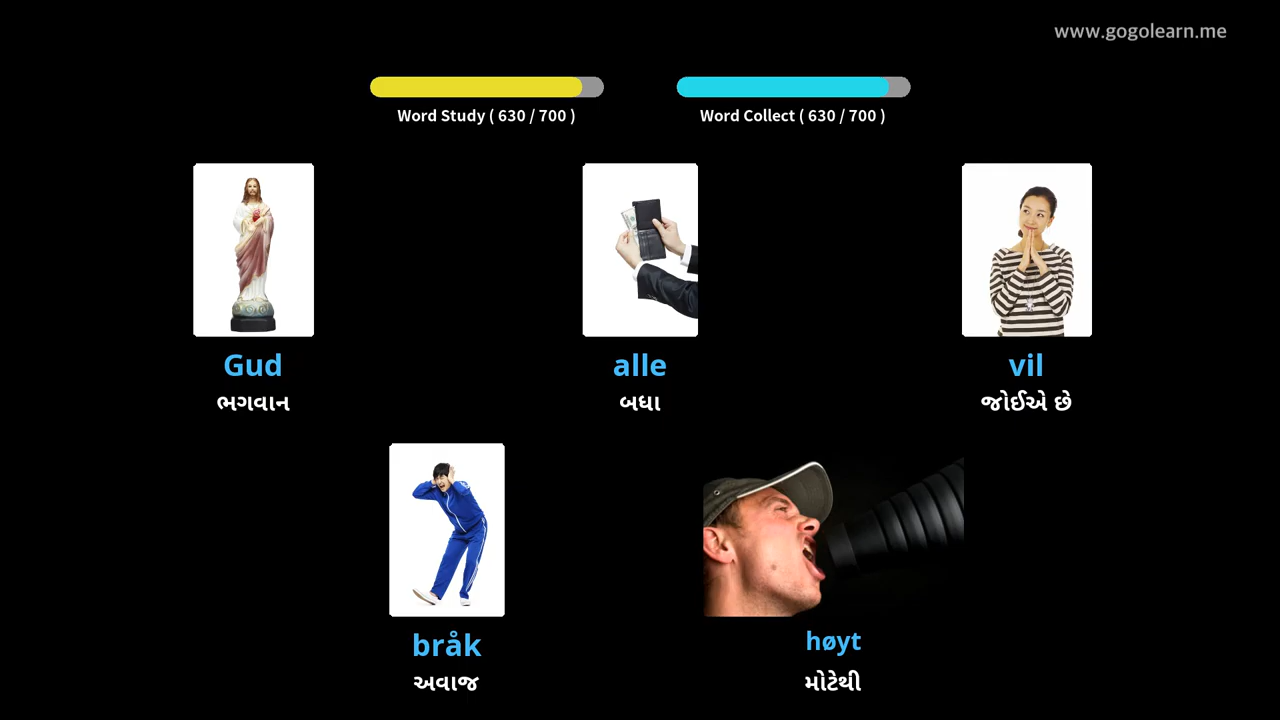 www.gogolearn.me
Word Study ( 630 / 700 )
Word Collect ( 630 / 700 )
Gud
ભગવાન
alle
બધા
vil
જોઈએ છે
bråk
અવાજ
høyt
મોટેથી